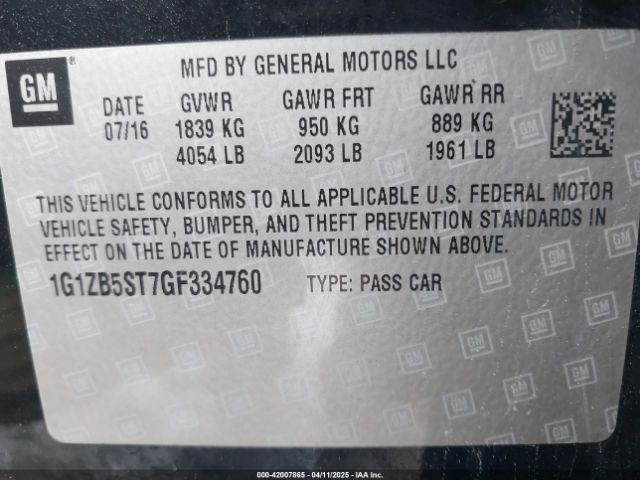 GM ®
MFD BY GENERAL MOTORS LLC
DATE GVWR GAWR FRT GAWR RR
07/16 1839 KG 950 KG 889 KG
4054 LB 2093 LB 1961 LB
THIS VEHICLE CONFORMS TO ALL APPLICABLE U.S. FEDERAL MOTOR
VEHICLE SAFETY, BUMPER, AND THEFT PREVENTION STANDARDS IN
EFFECT ON THE DATE OF MANUFACTURE SHOWN ABOVE.
1G1ZB5ST7GF334760 TYPE: PASS CAR
000-42007865 - 04/11/2025 - IAA Inc.